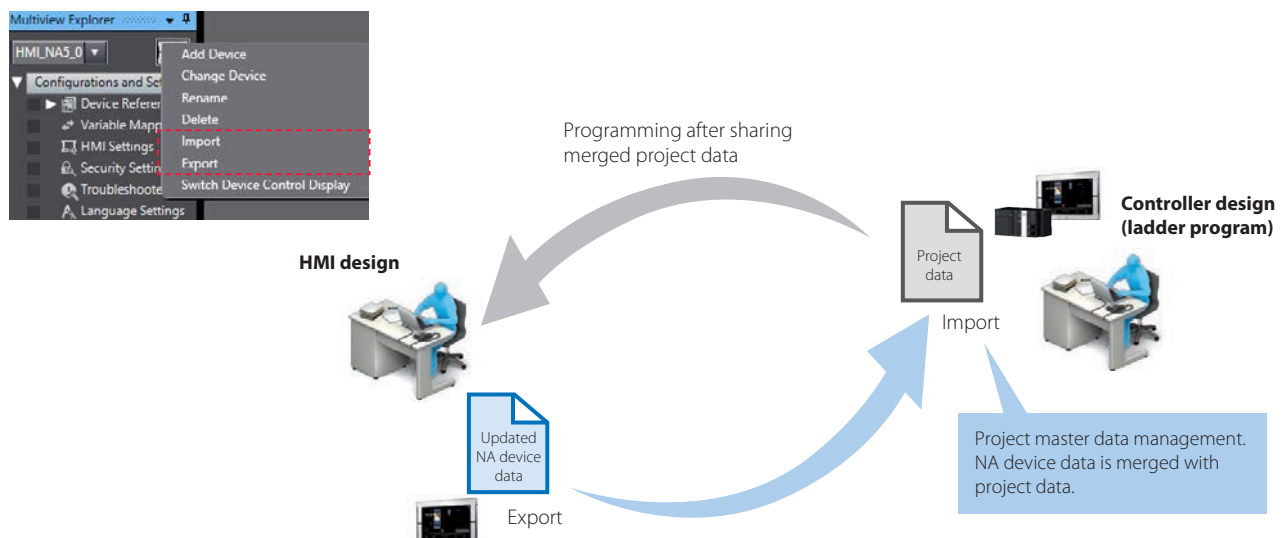 Multiview Explorer
HMI_NA5_0
Add Device
Change Device
Rename
Delete
Import
Export
Switch Device Control Display
Configurations and Se
Device Referer
Variable Mapp
HMI Settings
Security Settin
Troubleshoote
Language Settings
Programming after sharing
merged project data
HMI design
Updated
NA device
data
Export
Project
data
Import
Controller design
(ladder program)
Project master data management.
NA device data is merged with
project data.